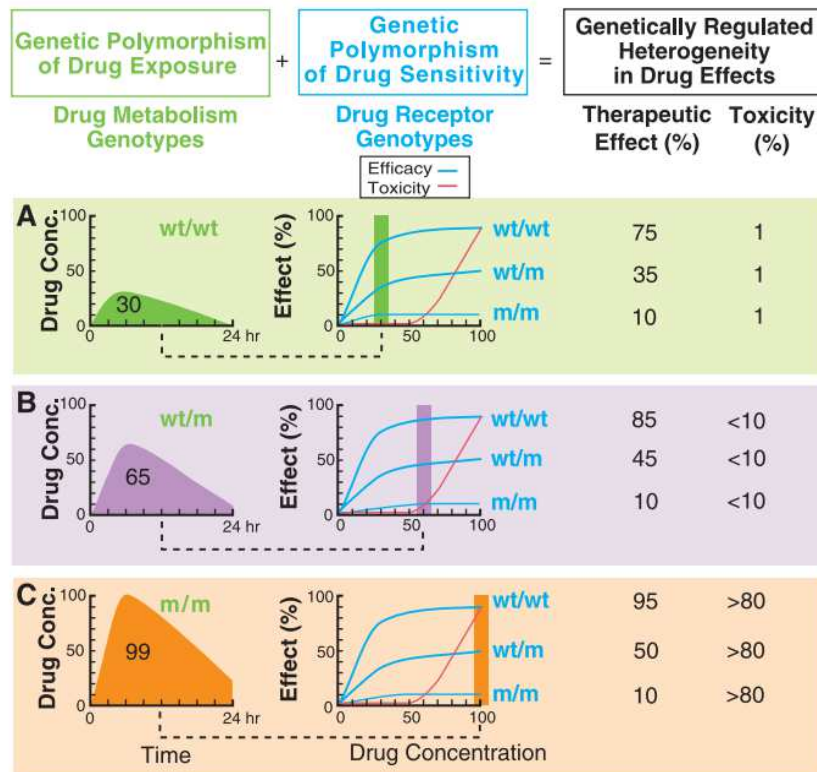 Genetic Polymorphism
of Drug Exposure
+
Genetic
Polymorphism
of Drug Sensitivity
=
Genetically Regulated
Heterogeneity
in Drug Effects
Drug Metabolism
Genotypes
Drug Receptor
Genotypes
Therapeutic
Effect (%)
Toxicity
(%)
Efficacy
Toxicity
A
Drug Conc.
100
50
0
wt/wt
30
0
24 hr
Effect (%)
100
50
0
0
50
100
wt/wt
wt/m
m/m
75 1
35 1
10 1
B
Drug Conc.
100
50
0
wt/m
65
0
24 hr
Effect (%)
100
50
0
0
50
100
wt/wt
wt/m
m/m
85 <10
45 <10
10 <10
C
Drug Conc.
100
50
0
m/m
99
0
24 hr
Time
Effect (%)
100
50
0
0
50
100
Drug Concentration
wt/wt
wt/m
m/m
95 >80
50 >80
10 >80